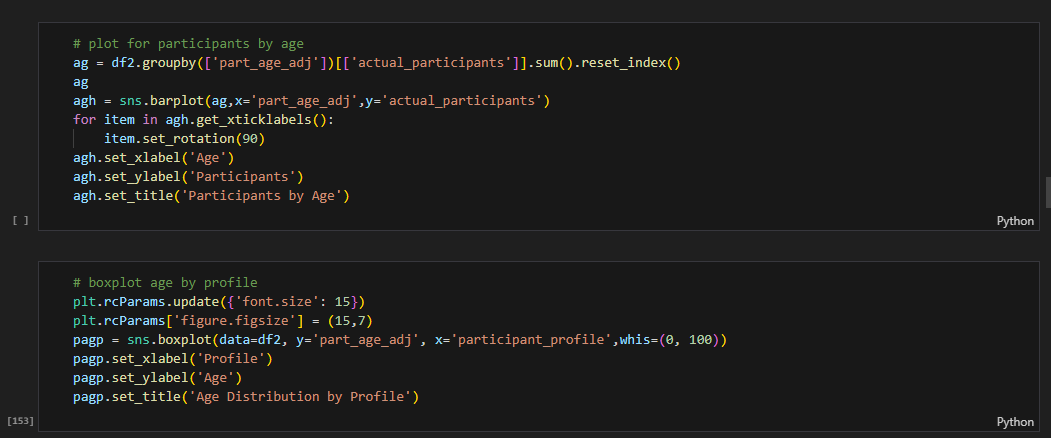 # plot for participants by age
ag = df2.groupby(['part_age_adj'])[['actual_participants']].sum().reset_index()
ag
agh = sns.barplot(ag,x='part_age_adj',y='actual_participants')
for item in agh.get_xticklabels():
    item.set_rotation(90)
agh.set_xlabel('Age')
agh.set_ylabel('Participants')
agh.set_title('Participants by Age')
[ ]
Python
# boxplot age by profile
plt.rcParams.update({'font.size': 15})
plt.rcParams['figure.figsize'] = (15,7)
pagp = sns.boxplot(data=df2, y='part_age_adj', x='participant_profile',whis=(0, 100))
pagp.set_xlabel('Profile')
pagp.set_ylabel('Age')
pagp.set_title('Age Distribution by Profile')
[153]
Python